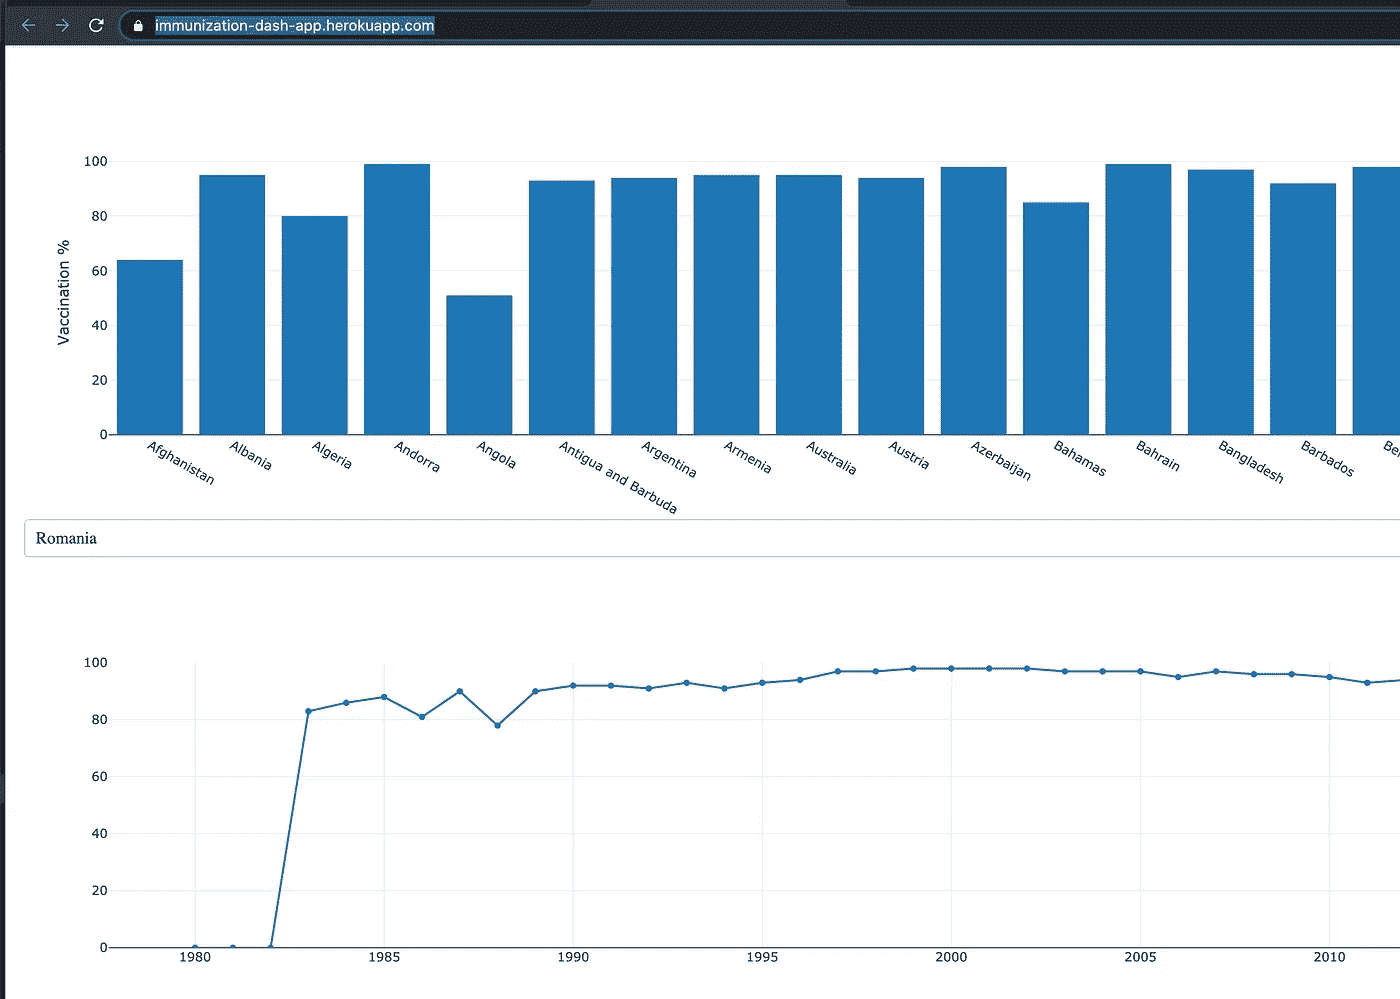 immunization-dash-app.herokuapp.com
100
80
60
40
20
0
Vaccination %
Afghanistan
Albania
Algeria
Andorra
Angola
Antigua and Barbuda
Argentina
Armenia
Australia
Austria
Azerbaijan
Bahamas
Bahrain
Bangladesh
Barbados
Romania
100
80
60
40
20
0
1980 1985 1990 1995 2000 2005 2010